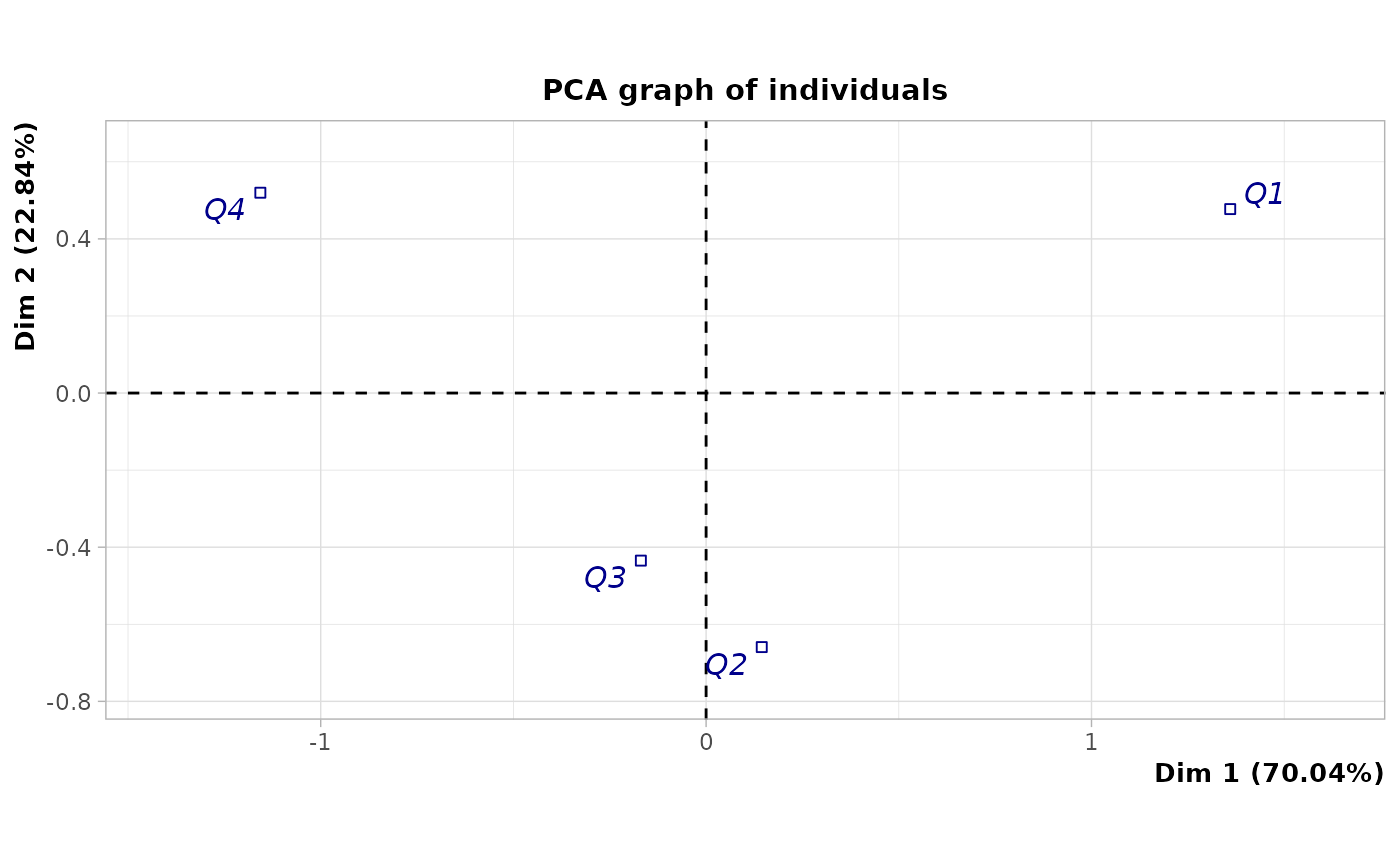 PCA graph of individuals
Dim 2 (22.84%)
Q4
Q1
0.4
0.0
-0.4
Q3
Q2
-0.8
-1
0
1
Dim 1 (70.04%)